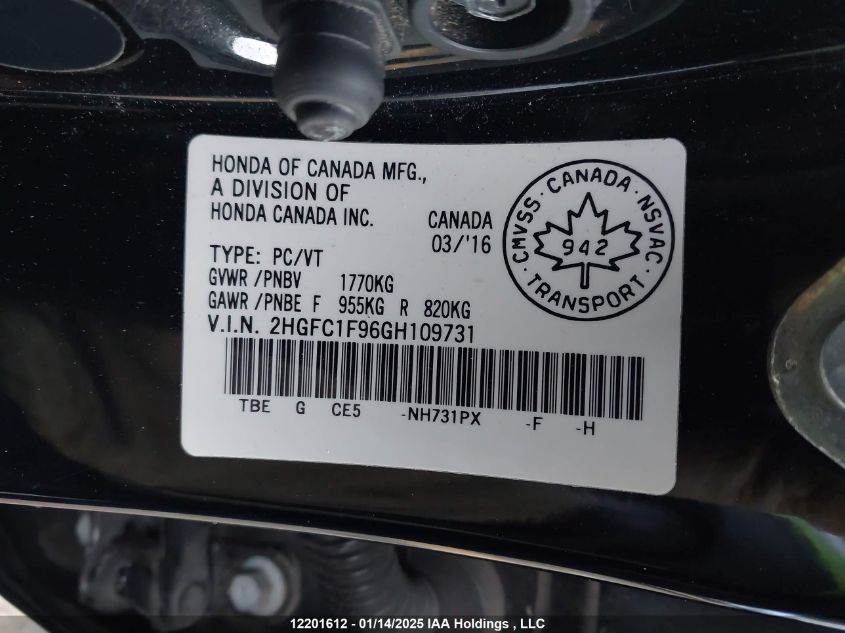 HONDA OF CANADA MFG.,
A DIVISION OF
HONDA CANADA INC.
CANADA
03/'16
TYPE: PC/VT
GVWR /PNBV 1770KG
GAWR /PNBE F 955KG R 820KG
V.I.N. 2HGFC1F96GH109731
TBE G CE5 -NH731PX -F -H
CMVSS · CANADA · NSVAC
942
· TRANSPORT ·
12201612 - 01/14/2025 IAA Holdings , LLC